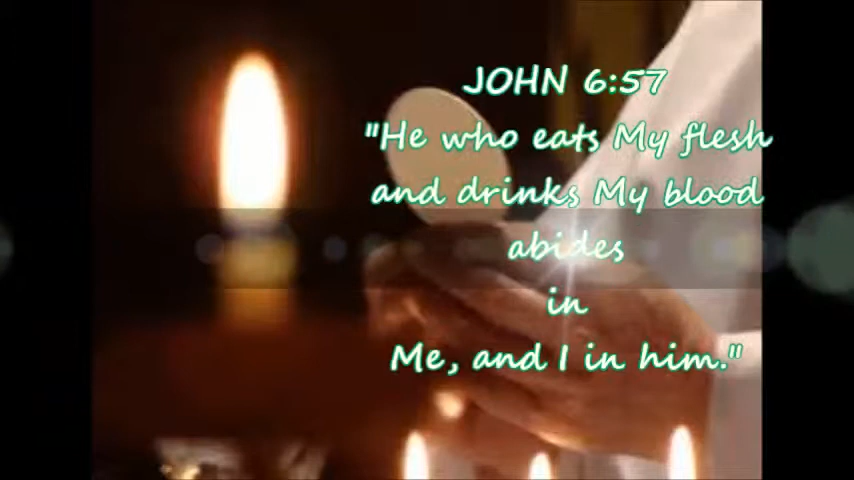 JOHN 6:57
"He who eats My flesh
and drinks My blood
abides
in
Me, and I in him."